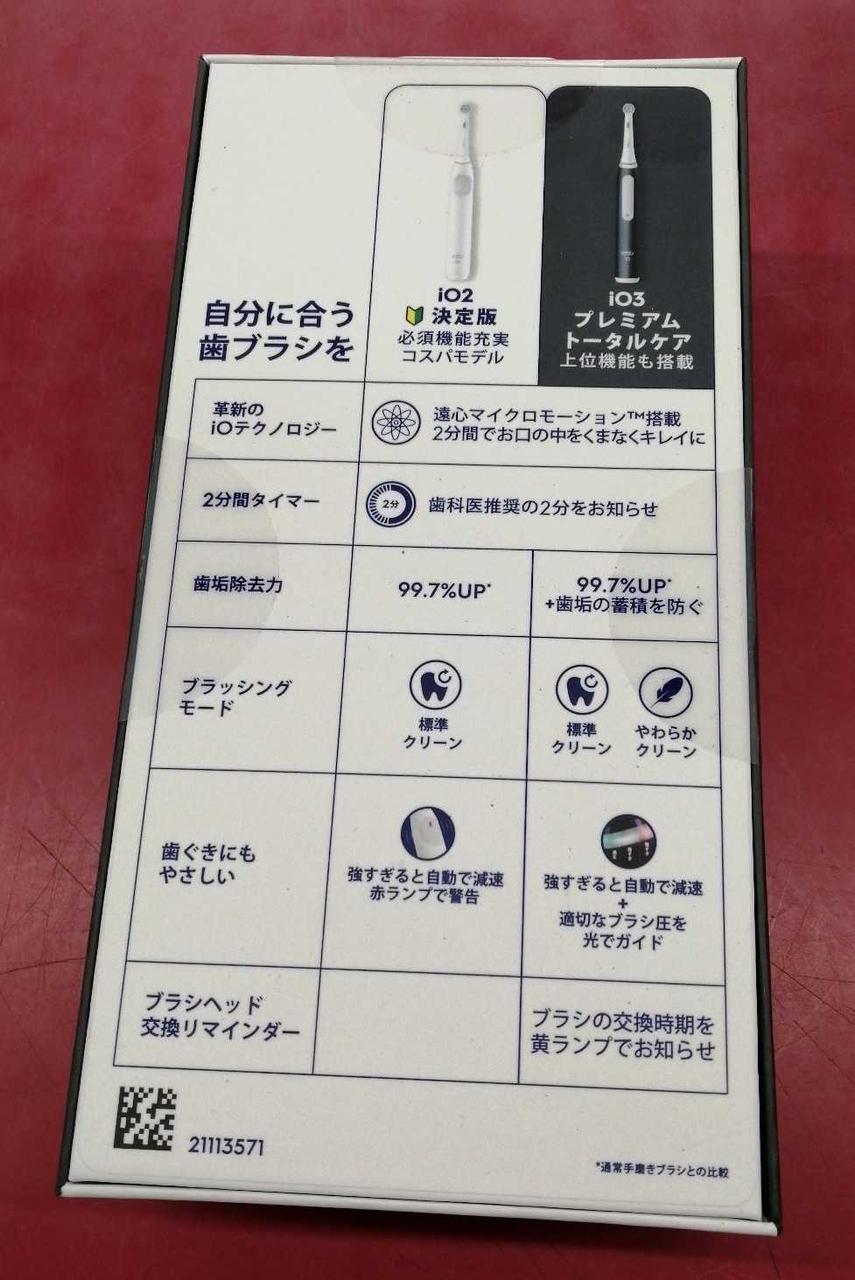 自分に合う
歯ブラシを
iO2
決定版
必須機能充実
コスパモデル
iO3
プレミアム
トータルケア
上位機能も搭載
革新の
iOテクノロジー
遠心マイクロモーション™搭載
2分間でお口の中をくまなくキレイに
2分間タイマー
2分
歯科医推奨の2分をお知らせ
歯垢除去力
99.7%UP*
99.7%UP*
+歯垢の蓄積を防ぐ
ブラッシング
モード
標準
クリーン
標準
クリーン
やわらか
クリーン
歯ぐきにも
やさしい
強すぎると自動で減速
赤ランプで警告
強すぎると自動で減速
+
適切なブラシ圧を
光でガイド
ブラシヘッド
交換リマインダー
ブラシの交換時期を
黄ランプでお知らせ
21113571
*通常手磨きブラシとの比較